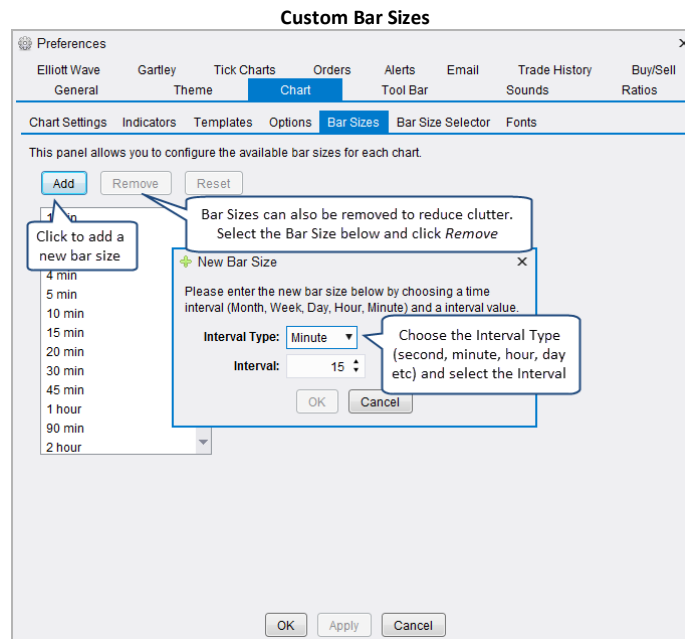 Custom Bar Sizes
Preferences
Elliott Wave Gartley Tick Charts Orders Alerts Email Trade History Buy/Sell
General Theme Chart Tool Bar Sounds Ratios
Chart Settings Indicators Templates Options Bar Sizes Bar Size Selector Fonts
This panel allows you to configure the available bar sizes for each chart.
Add Remove Reset
Bar Sizes can also be removed to reduce clutter.
Select the Bar Size below and click Remove
Click to add a
new bar size
4 min
5 min
10 min
15 min
20 min
30 min
45 min
1 hour
90 min
2 hour
New Bar Size
Please enter the new bar size below by choosing a time
interval (Month, Week, Day, Hour, Minute) and a interval value.
Interval Type: Minute
Interval: 15
Choose the Interval Type
(second, minute, hour, day
etc) and select the Interval
OK Cancel
OK Apply Cancel